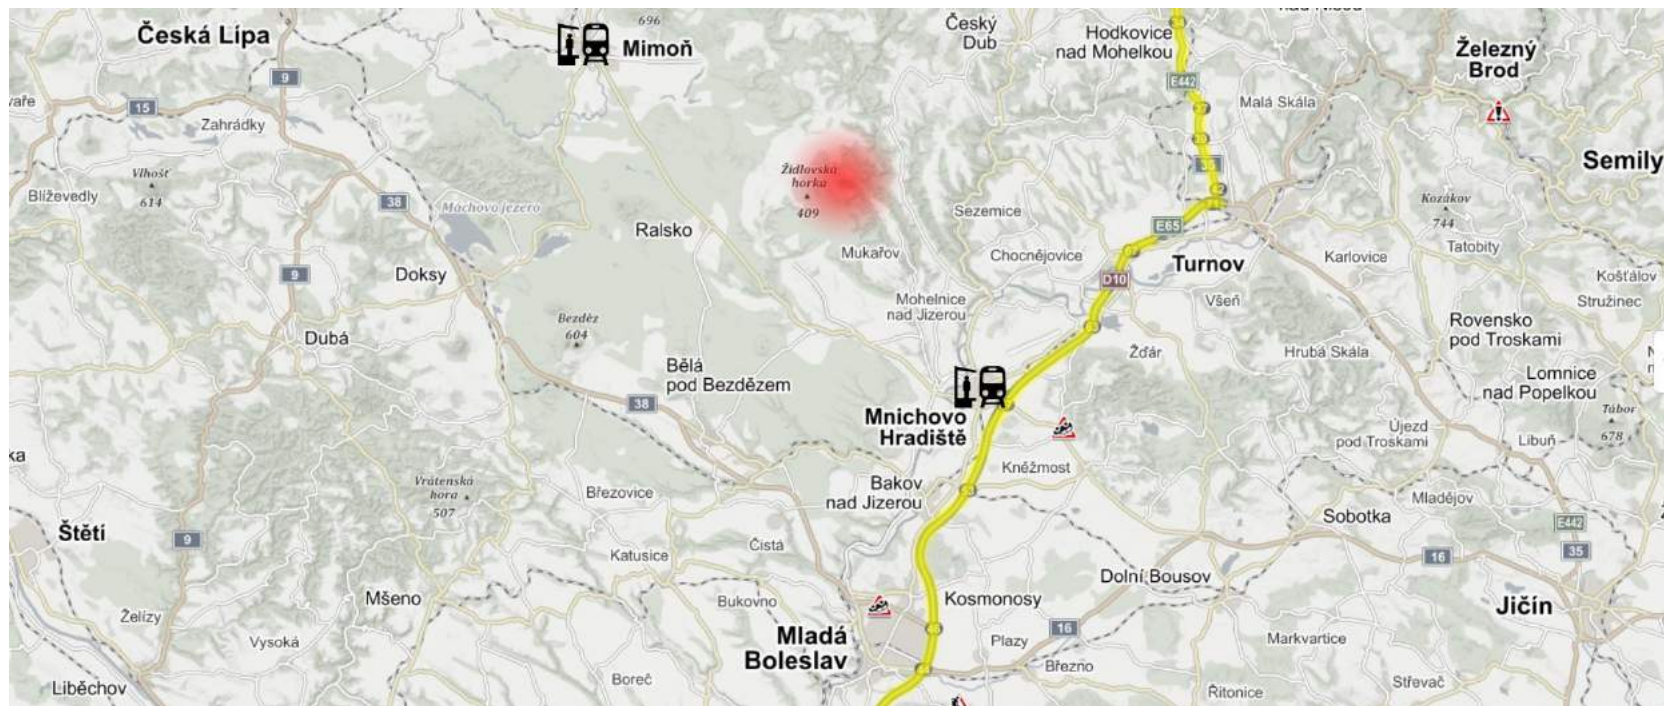 696
Česká Lípa
Mimoň
Český
Dub
Hodkovice
nad Mohelkou
Železný
Brod
9
E442
15
Malá Skála
Zahrádky
35
Semily
Vlhošť
614
Židlovská
horka
409
Blíževedly
38
Máchovo jezero
Sezemice
Kozákov
744
Ralsko
E65
Mukařov
Chocnějovice
Turnov
Karlovice
Tatobity
Košťálov
9
Doksy
D10
Mohelnice
nad Jizerou
Všeň
Stružinec
Bezděz
604
Rovensko
pod Troskami
Dubá
Žďár
Hrubá Skála
Bělá
pod Bezdězem
Lomnice
nad Popelkou
38
Mnichovo
Hradiště
Tábor
678
Újezd
pod Troskami
Libuň
Kněžmost
Vrátenská
hora
507
Březovice
Bakov
nad Jizerou
Mladějov
Sobotka
Štětí
9
E442
Čistá
Katusice
16
35
Dolní Bousov
Mšeno
Bukovno
Kosmonosy
Jičín
Želízy
Vysoká
Mladá
Boleslav
16
Plazy
Markvartice
Březno
Boreč
Liběchov
Řitonice
Střevač